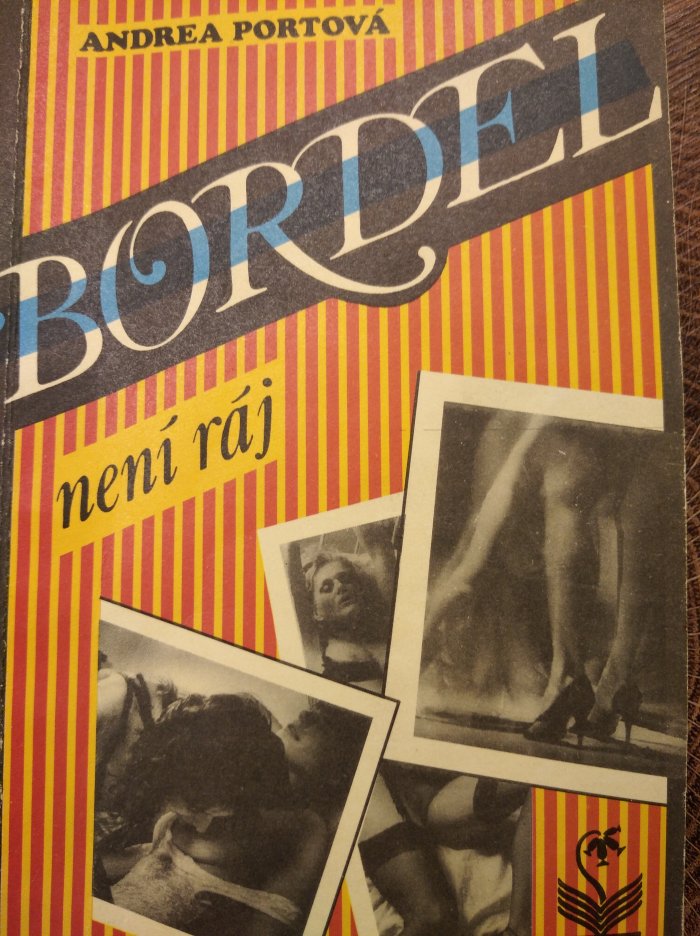 ANDREA PORTOVÁ
BORDEL
není ráj